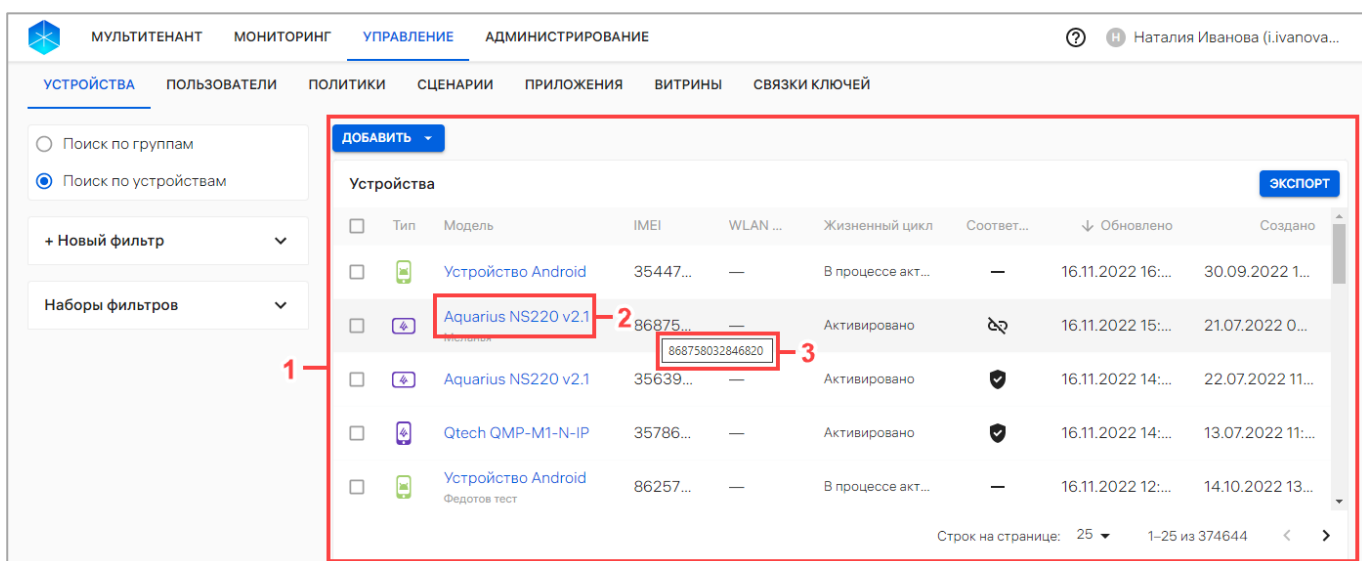 МУЛЬТИТЕНАНТ МОНИТОРИНГ УПРАВЛЕНИЕ АДМИНИСТРИРОВАНИЕ Н Наталия Иванова (i.ivanova...
УСТРОЙСТВА ПОЛЬЗОВАТЕЛИ ПОЛИТИКИ СЦЕНАРИИ ПРИЛОЖЕНИЯ ВИТРИНЫ СВЯЗКИ КЛЮЧЕЙ
Поиск по группам
Поиск по устройствам
+ Новый фильтр
Наборы фильтров
1
ДОБАВИТЬ
Устройства ЭКСПОРТ
Тип Модель IMEI WLAN ... Жизненный цикл Соответ... ↓ Обновлено Создано
Устройство Android 35447... — В процессе акт... — 16.11.2022 16:... 30.09.2022 1...
Aquarius NS220 v2.1 2 86875... — Активировано 16.11.2022 15:... 21.07.2022 0...
868758032846820 3
Aquarius NS220 v2.1 35639... — Активировано 16.11.2022 14:... 22.07.2022 11...
Qtech QMP-M1-N-IP 35786... — Активировано 16.11.2022 14:... 13.07.2022 11:...
Устройство Android 86257... — В процессе акт... — 16.11.2022 12:... 14.10.2022 13...
Федотов тест
Строк на странице: 25 1–25 из 374644